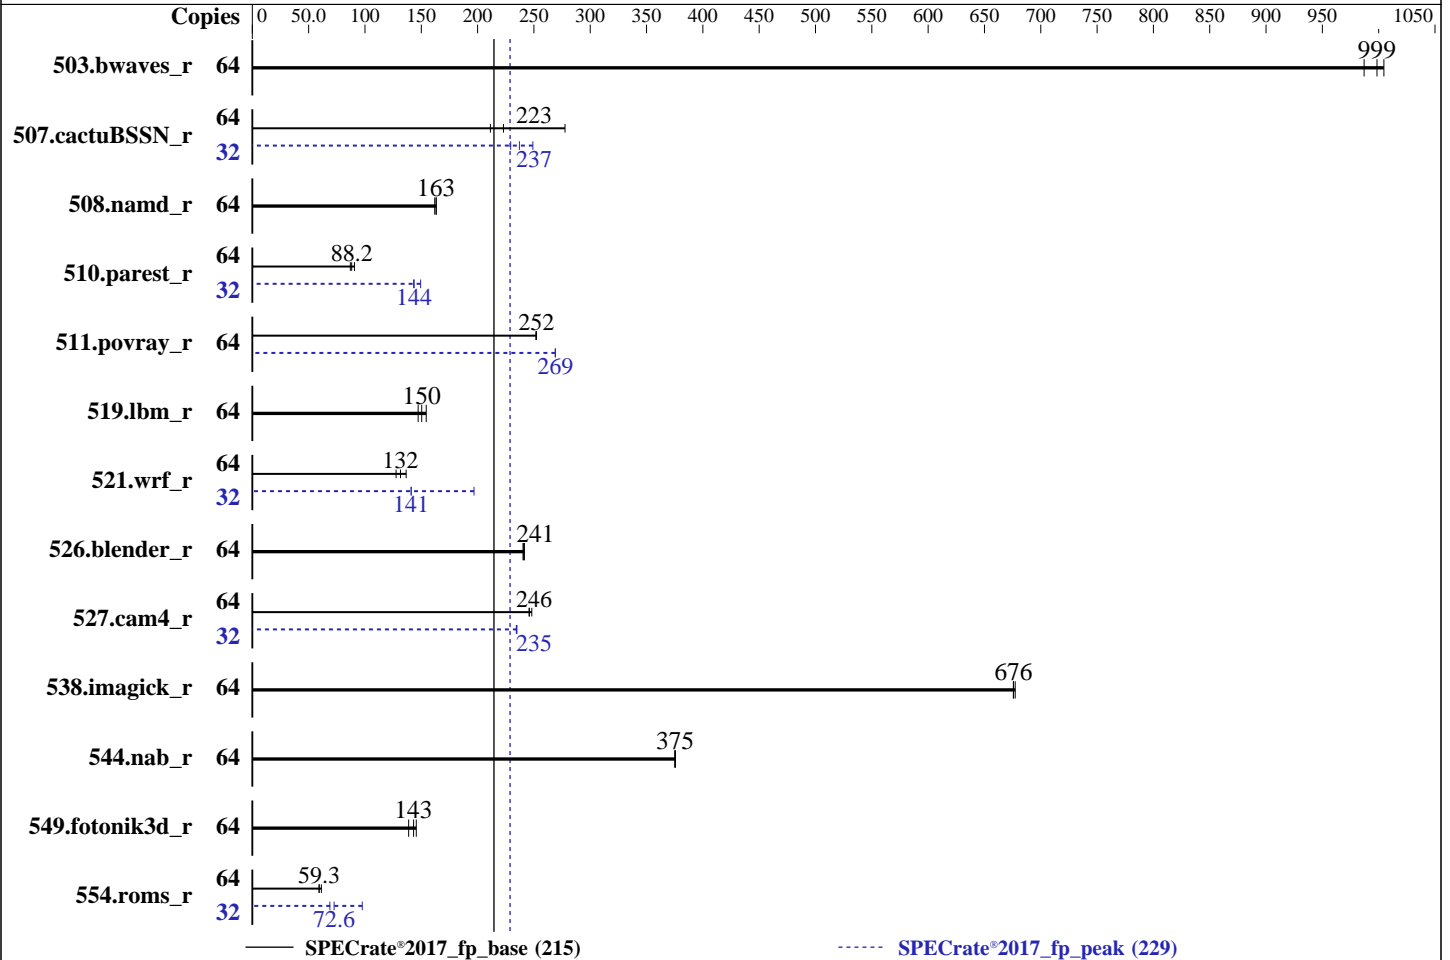 Copies 0 50.0 100 150 200 250 300 350 400 450 500 550 600 650 700 750 800 850 900 950 1050
503.bwaves_r 64 999
507.cactuBSSN_r 64 223
32 237
508.namd_r 64 163
510.parest_r 64 88.2
32 144
511.povray_r 64 252
269
519.lbm_r 64 150
521.wrf_r 64 132
32 141
526.blender_r 64 241
527.cam4_r 64 246
32 235
538.imagick_r 64 676
544.nab_r 64 375
549.fotonik3d_r 64 143
554.roms_r 64 59.3
32 72.6
SPECrate®2017_fp_base (215) SPECrate®2017_fp_peak (229)